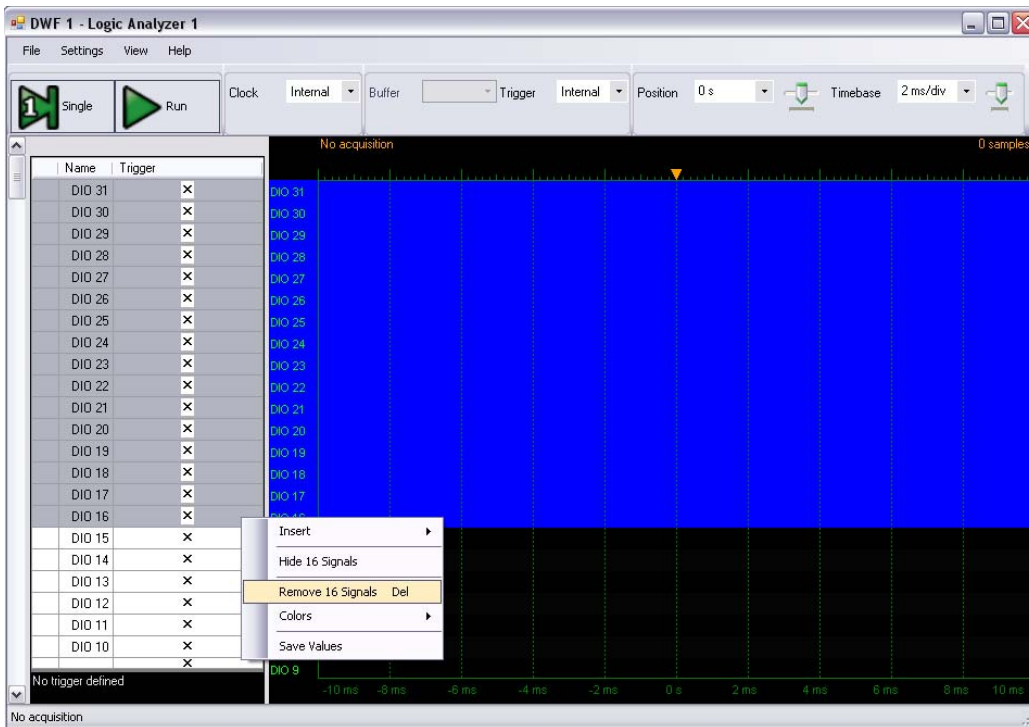 DWF 1 - Logic Analyzer 1
File Settings View Help
1 Single Run Clock Internal Buffer Trigger Internal Position 0 s Timebase 2 ms/div
No acquisition 0 samples
Name Trigger
DIO 31 X DIO 31
DIO 30 X DIO 30
DIO 29 X DIO 29
DIO 28 X DIO 28
DIO 27 X DIO 27
DIO 26 X DIO 26
DIO 25 X DIO 25
DIO 24 X DIO 24
DIO 23 X DIO 23
DIO 22 X DIO 22
DIO 21 X DIO 21
DIO 20 X DIO 20
DIO 19 X DIO 19
DIO 18 X DIO 18
DIO 17 X DIO 17
DIO 16 X DIO 16
DIO 15 X Insert
DIO 14 X Hide 16 Signals
DIO 13 X Remove 16 Signals Del
DIO 12 X
DIO 11 X Colors
DIO 10 X Save Values
X DIO 9
No trigger defined
-10 ms -8 ms -6 ms -4 ms -2 ms 0 s 2 ms 4 ms 6 ms 8 ms 10 ms
No acquisition